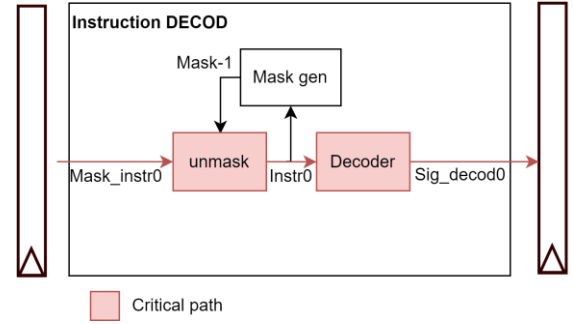 Instruction DECOD
Mask-1
Mask gen
unmask
Decoder
Mask_instr0
Instr0
Sig_decod0
Critical path